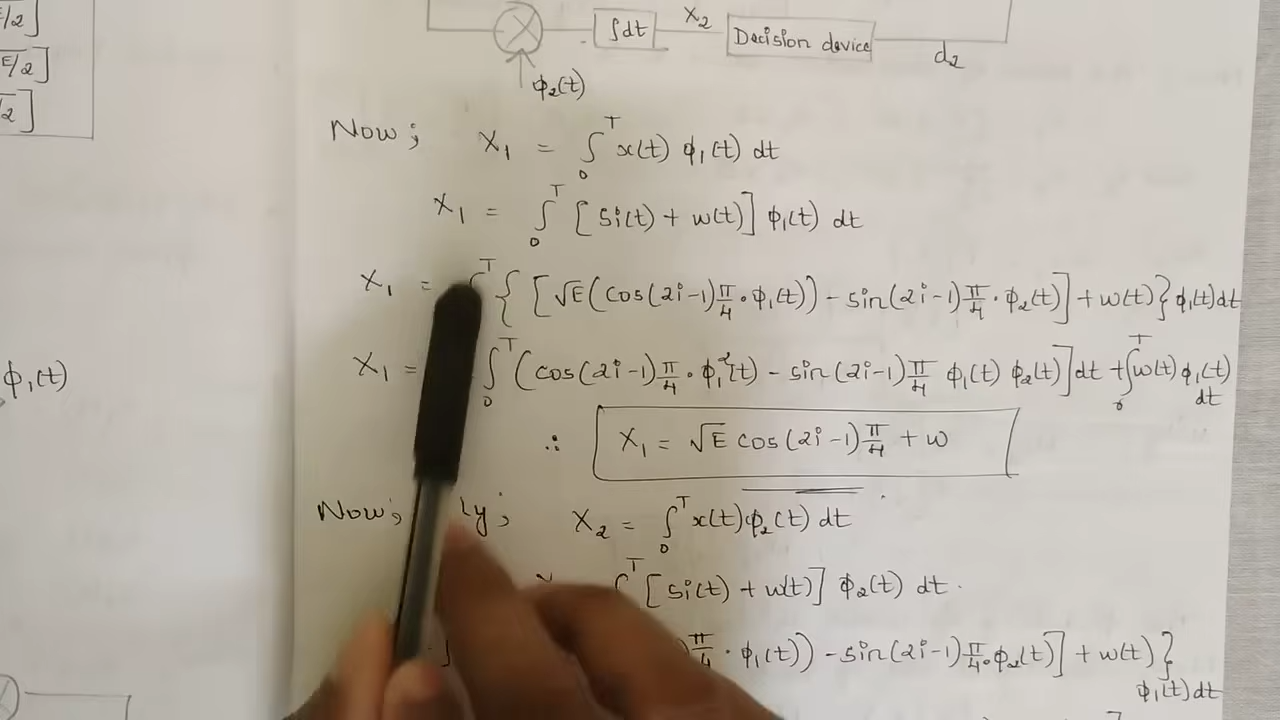 /2]
E/2]
/2]
∫dt X₂ Decision device d₂
ϕ₂(t)
Now; X₁ = ∫₀ᵀ x(t) ϕ₁(t) dt
X₁ = ∫₀ᵀ [si(t) + w(t)] ϕ₁(t) dt
X₁ = ∫ᵀ { [√E(cos(2i-1)π/4 · ϕ₁(t)) - sin(2i-1)π/4 · ϕ₂(t)] + w(t)} ϕ₁(t)dt
ϕ₁(t)
X₁ = ∫₀ᵀ (cos(2i-1)π/4 · ϕ₁²(t) - sin(2i-1)π/4 ϕ₁(t) ϕ₂(t)] dt + ∫₀ᵀ w(t) ϕ₁(t) dt
∴ X₁ = √E cos(2i-1)π/4 + w
Now; ly; X₂ = ∫₀ᵀ x(t)ϕ₂(t) dt
∫ᵀ [si(t) + w(t)] ϕ₂(t) dt.
)π/4 · ϕ₁(t)) - sin(2i-1)π/4 · ϕ₂(t)] + w(t)}
ϕ₁(t)dt